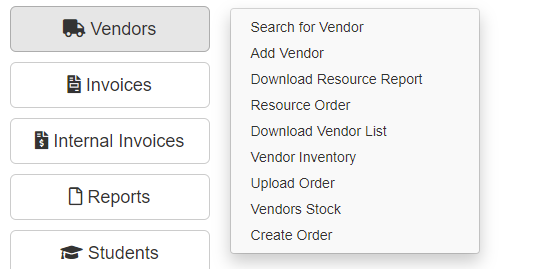 Vendors
Invoices
Internal Invoices
Reports
Students
Search for Vendor
Add Vendor
Download Resource Report
Resource Order
Download Vendor List
Vendor Inventory
Upload Order
Vendors Stock
Create Order